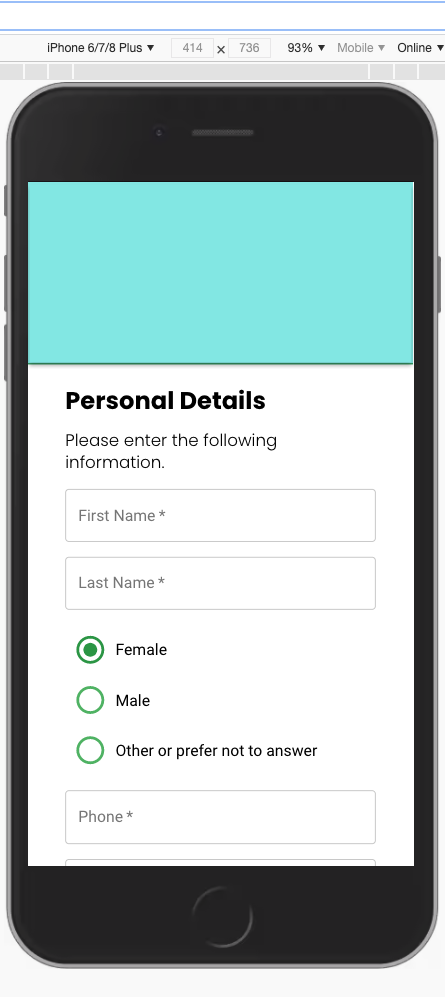 iPhone 6/7/8 Plus ▼ 414 × 736 93% ▼ Mobile ▼ Online ▼
Personal Details
Please enter the following
information.
First Name *
Last Name *
Female
Male
Other or prefer not to answer
Phone *